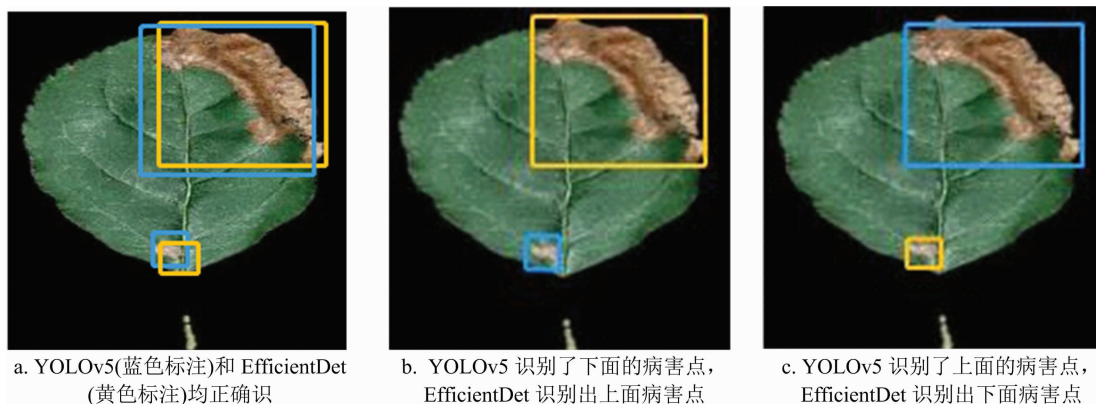 a. YOLOv5(蓝色标注)和 EfficientDet
(黄色标注)均正确识
b. YOLOv5 识别了下面的病害点，
EfficientDet 识别出上面病害点
c. YOLOv5 识别了上面的病害点，
EfficientDet 识别出下面病害点